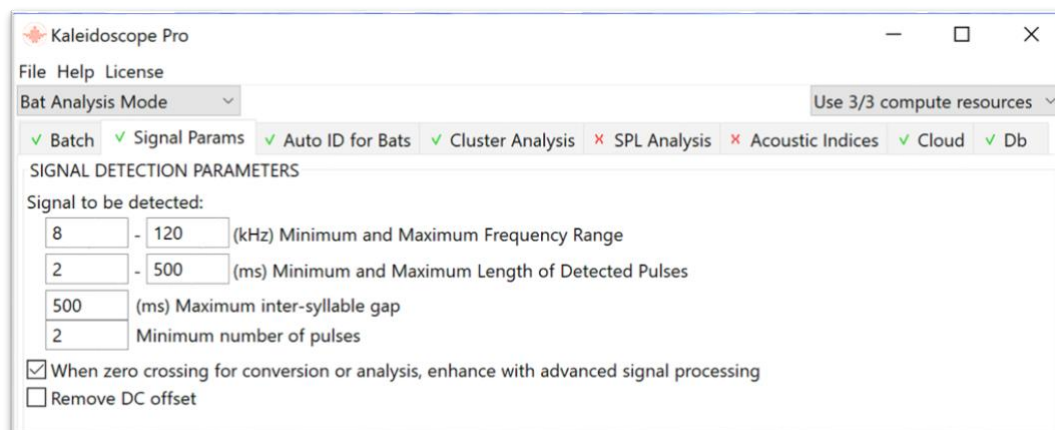 Kaleidoscope Pro
File Help License
Bat Analysis Mode Use 3/3 compute resources
Batch Signal Params Auto ID for Bats Cluster Analysis SPL Analysis Acoustic Indices Cloud Db
SIGNAL DETECTION PARAMETERS
Signal to be detected:
8 - 120 (kHz) Minimum and Maximum Frequency Range
2 - 500 (ms) Minimum and Maximum Length of Detected Pulses
500 (ms) Maximum inter-syllable gap
2 Minimum number of pulses
When zero crossing for conversion or analysis, enhance with advanced signal processing
Remove DC offset